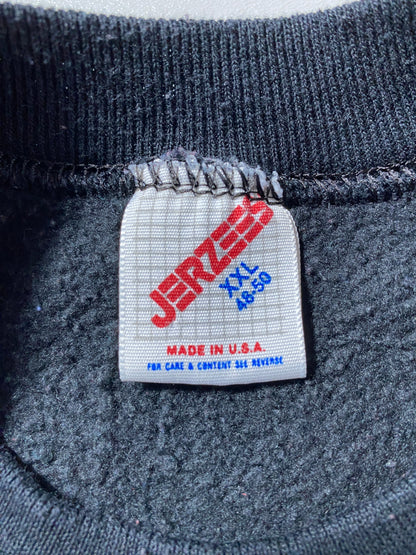 JERZEES
XXL
48-50
MADE IN U.S.A.
FOR CARE & CONTENT SEE REVERSE